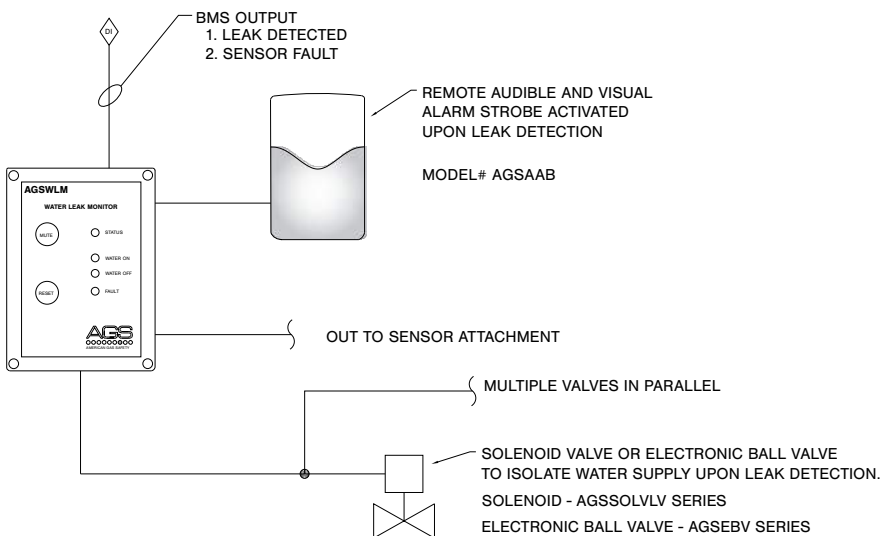 DI
BMS OUTPUT
1. LEAK DETECTED
2. SENSOR FAULT
REMOTE AUDIBLE AND VISUAL
ALARM STROBE ACTIVATED
UPON LEAK DETECTION
MODEL# AGSAAB
AGSWLM
WATER LEAK MONITOR
MUTE
STATUS
WATER ON
WATER OFF
RESET
FAULT
AGS
AMERICAN GAS SAFETY
OUT TO SENSOR ATTACHMENT
MULTIPLE VALVES IN PARALLEL
SOLENOID VALVE OR ELECTRONIC BALL VALVE
TO ISOLATE WATER SUPPLY UPON LEAK DETECTION.
SOLENOID - AGSSOLVLV SERIES
ELECTRONIC BALL VALVE - AGSEBV SERIES